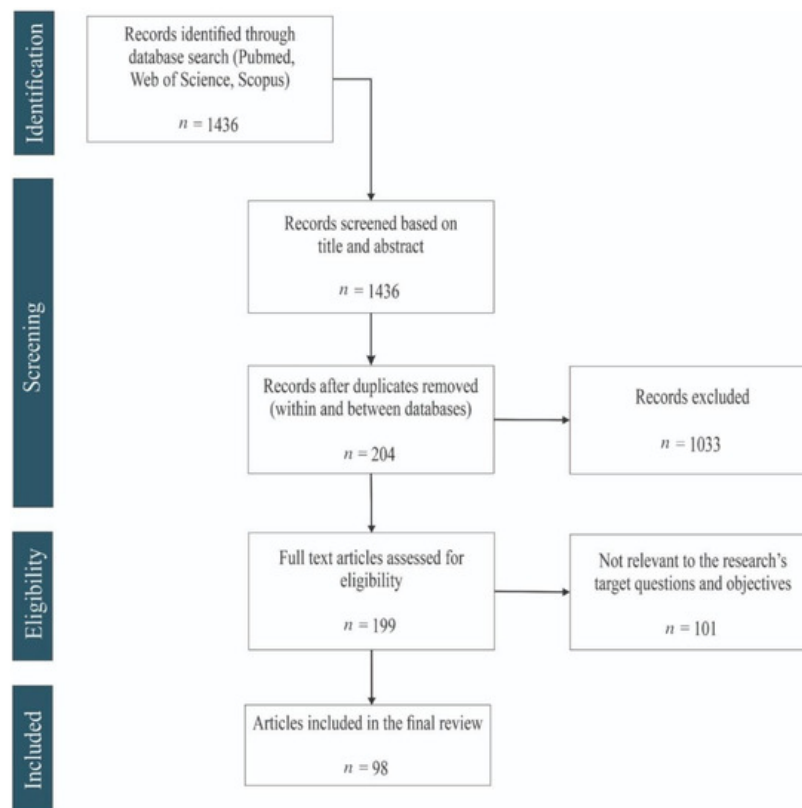 Identification
Records identified through
database search (Pubmed,
Web of Science, Scopus)
n = 1436
Screening
Records screened based on
title and abstract
n = 1436
Records after duplicates removed
(within and between databases)
n = 204
Records excluded
n = 1033
Eligibility
Full text articles assessed for
eligibility
n = 199
Not relevant to the research's
target questions and objectives
n = 101
Included
Articles included in the final review
n = 98